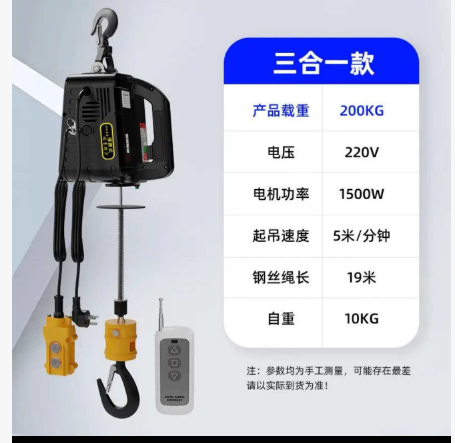 三合一款
产品载重 200KG
电压 220V
电机功率 1500W
起吊速度 5米/分钟
钢丝绳长 19米
自重 10KG
注：参数均为手工测量，可能存在最差
请以实际到货为准！